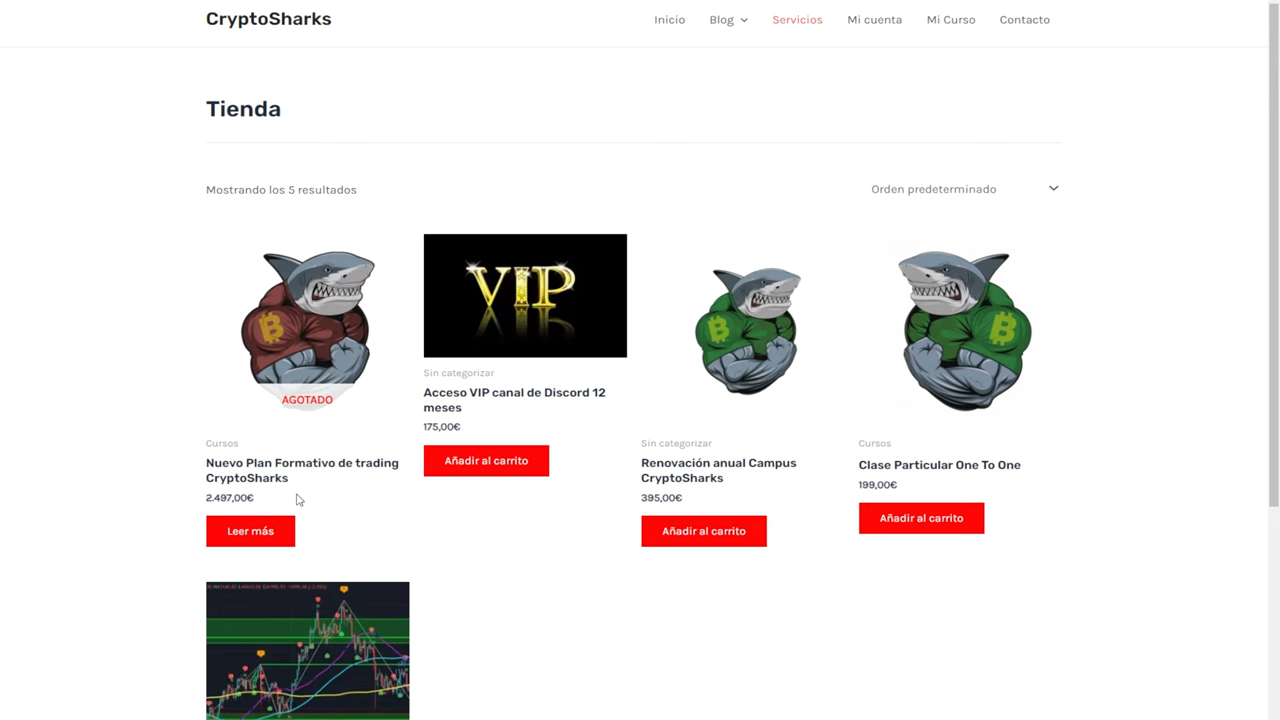 CryptoSharks
Inicio
Blog
Servicios
Mi cuenta
Mi Curso
Contacto
Tienda
Mostrando los 5 resultados
Orden predeterminado
AGOTADO
Cursos
Nuevo Plan Formativo de trading
CryptoSharks
2.497,00€
Leer más
VIP
Sin categorizar
Acceso VIP canal de Discord 12
meses
175,00€
Añadir al carrito
Sin categorizar
Renovación anual Campus
CryptoSharks
395,00€
Añadir al carrito
Cursos
Clase Particular One To One
199,00€
Añadir al carrito